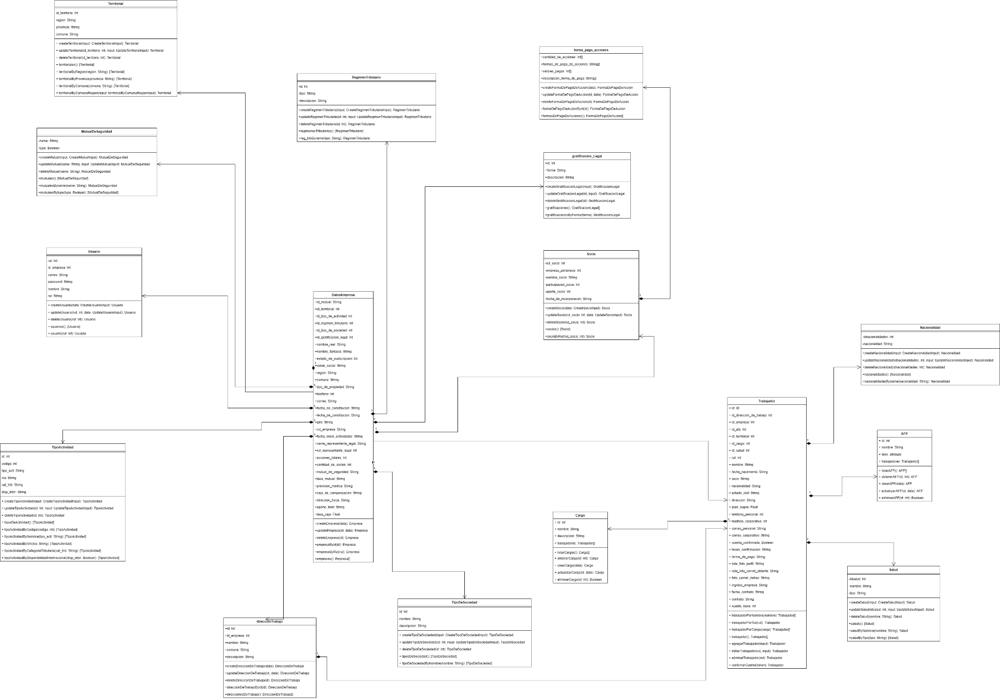 Territorial
id_territorio: Int
region: String
provincia: String
comuna: String
+ createTerritorial(input: CreateTerritorialInput): Territorial
+ updateTerritorial(id_territorio: Int, input: UpdateTerritorialInput): Territorial
+ deleteTerritorial(id_territorio: Int): Territorial
+ territoriales(): [Territorial]
+ territorialByRegion(region: String): [Territorial]
+ territorialByProvincia(provincia: String): [Territorial]
+ territorialByComuna(comuna: String): [Territorial]
+ territorialByComunaRegion(input: territorialByComunaRegionInput): Territorial
forma_pago_acciones
+cantidad_de_acciones: Int[]
+formas_de_pago_de_acciones: String[]
+valores_pagos: Int[]
+descripcion_forma_de_pega: String[]
+createFormaDePagoDeAccion(data): FormaDePagoDeAccion
+updateFormaDePagoDeAccion(id, data): FormaDePagoDeAccion
+deleteFormaDePagoDeAccion(id): FormaDePagoDeAccion
+formaDePagoDeAccionById(id): FormaDePagoDeAccion
+formasDePagoDeAcciones(): FormaDePagoDeAccion[]
RegimenTributario
-id: Int
-tipo: String
-descripcion: String
+createRegimenTributario(input: CreateRegimenTributarioInput): RegimenTributario
+updateRegimenTributario(id: Int, input: UpdateRegimenTributarioInput): RegimenTributario
+deleteRegimenTributario(id: Int): RegimenTributario
+regimenesTributarios(): [RegimenTributario]
+reg_tribByname(tipo: String): RegimenTributario
MutualDeSeguridad
-name: String
-type: Boolean
+createMutual(input: CreateMutualInput): MutualDeSeguridad
+updateMutual(name: String, input: UpdateMutualInput): MutualDeSeguridad
+deleteMutual(name: String): MutualDeSeguridad
+mutuales(): [MutualDeSeguridad]
+mutualesByname(name: String): MutualDeSeguridad
+mutualesBytype(type: Boolean): [MutualDeSeguridad]
gratificacion_Legal
+id: Int
+forma: String
+descripcion: String
+createGratificacionLegal(input): GratificacionLegal
+updateGratificacionLegal(id, input): GratificacionLegal
+deleteGratificacionLegal(id): GratificacionLegal
+gratificaciones(): GratificacionLegal[]
+gratificacionesByForma(forma): GratificacionLegal
Usuario
rut: Int
id_empresa: Int
correo: String
password: String
nombre: String
rol: String
+ createUsuario(data: CreateUsuarioInput): Usuario
+ updateUsuario(rut: Int, data: UpdateUsuarioInput): Usuario
+ deleteUsuario(rut: Int): Usuario
+ usuarios(): [Usuario]
+ usuario(rut: Int): Usuario
Socio
-rut_socio: Int
-empresa_pertenece: Int
-nombre_socio: String
-participacion_socio: Int
-aporte_socio: Int
-fecha_de_incorporacion: String
+createSocio(data: CreateSocioInput): Socio
+updateSocio(rut_socio: Int, data: UpdateSocioInput): Socio
+deleteSocio(rut_socio: Int): Socio
+socios(): [Socio]
+socioByRut(rut_socio: Int): Socio
1
DatosEmpresa
+id_mutual: String
+id_territorial: Int
+id_tipo_de_actividad: Int
+id_regimen_tributario: Int
+id_tipo_de_sociedad: Int
+id_gratificacion_legal: Int
+nombre_real: String
+nombre_fantasia: String
+estado_de_susbcripcion: Int
+razon_social: String
+region: String
+comuna: String
+tipo_de_propiedad: String
+telefono: Int
+correo: String
+fecha_de_constitucion: String
+fecha_de_constitucion: String
+giro: String
+rut_empresa: String
+fecha_inicio_actividades: String
+name_representante_legal: String
+rut_representante_legal: Int
+acciones_totales: Int
+cantidad_de_socios: Int
+mutual_de_seguridad: String
+tasa_mutual: String
+previcion_medica: String
+caja_de_compensacion: String
+direccion_fisica: String
+aporte_total: String
+tasa_caja: Float
+createEmpresa(data): Empresa
+updateEmpresa(id, data): Empresa
+deleteEmpresa(id): Empresa
+empresaById(id): Empresa
+empresaByRut(rut), Empresa
+empresas(): Empresa[]
1
1
1
1
1
1
1
1
1
1
Nacionalidad
-idnacionalidades: Int
-nacionalidad: String
+createNacionalidad(input: CreateNacionalidadInput): Nacionalidad
+updateNacionalidad(idnacionalidades: Int, input: UpdateNacionalidadInput): Nacionalidad
+deleteNacionalidad(idnacionalidades: Int): Nacionalidad
+nacionalidades(): [Nacionalidad]
+nacionalidadesByname(nacionalidad: String): Nacionalidad
Trabajador
+ id: ID
+ id_direccion_de_trabajo: Int
+ id_empresa: Int
+ id_afp: Int
+ id_territorial: Int
+ id_cargo: Int
+ id_salud: Int
+ rut: Int
+ nombre: String
+ fecha_nacimiento: String
+ sexo: String
+ nacionalidad: String
+ estado_civil: String
+ direccion: String
+ plan_isapre: Float
+ telefono_personal: Int
+ telefono_corporativo: Int
+ correo_personal: String
+ correo_corporativo: String
+ cuenta_confirmada: Boolean
+ token_confirmacion: String
+ forma_de_pago: String
+ ruta_foto_perfil: String
+ ruta_foto_carnet_delante: String
+ foto_carnet_detras: String
+ ingreso_empresa: String
+ fecha_contrato: String
+ contrato: String
+ sueldo_base: Int
+ trabajadorPorNombre(nombre): Trabajador[]
+ trabajadorPorRut(rut): Trabajador
+ trabajadorPorCargo(cargo): Trabajador[]
+ trabajador(): Trabajador[]
+ agregarTrabajador(input): Trabajador
+ editarTrabajador(rut, input): Trabajador
+ eliminarTrabajador(rut): Trabajador
+ confirmarCuenta(token): Trabajador
1
1
1
1
AFP
+ id: Int
+ nombre: String
+ item: attribute
+ trabajadores: Trabajador[]
+ listarAFP(): AFP[]
+ obtenerAFP(id: Int): AFP
+ crearAFP(data): AFP
+ actualizarAFP(id, data): AFP
+ eliminarAFP(id: Int): Boolean
TipoActividad
id: Int
codigo: Int
tipo_acti: String
iva: String
cat_trib: String
disp_inter: String
+ createTipoActividad(input: CreateTipoActividadInput): TipoActividad
+ updateTipoActividad(id: Int, input: UpdateTipoActividadInput): TipoActividad
+ deleteTipoActividad(id: Int): TipoActividad
+ tiposDeActividad(): [TipoActividad]
+ tipoActividadByCodigo(codigo: Int): [TipoActividad]
+ tipoActividadByNombre(tipo_acti: String): [TipoActividad]
+ tipoActividadByIVA(iva: String): [TipoActividad]
+ tipoActividadByCategoriaTributaria(cat_trib: String): [TipoActividad]
+ tipoActividadByDisponibilidadInternacional(disp_inter: Boolean): [TipoActividad]
Cargo
+ id: Int
+ nombre: String
+ descripcion: String
+ trabajadores: Trabajador[]
+ listarCargos(): Cargo[]
+ obtenerCargo(id: Int): Cargo
+ crearCargo(data): Cargo
+ actualizarCargo(id, data): Cargo
+ eliminarCargo(id: Int): Boolean
Salud
-idsalud: Int
-nombre: String
-tipo: String
+createSalud(input: CreateSaludInput): Salud
+updateSalud(idsalud: Int, input: UpdateSaludInput): Salud
+deleteSalud(nombre: String): Salud
+saluds(): [Salud]
+saludByNombre(nombre: String): Salud
+saludByTipo(tipo: String): [Salud]
TipoDeSociedad
id: Int
nombre: String
descripcion: String
+ createTipoDeSociedad(input: CreateTipoDeSociedadInput): TipoDeSociedad
+ updateTipoDeSociedad(id: Int, input: UpdateTipoDeSociedadInput): TipoDeSociedad
+ deleteTipoDeSociedad(id: Int): TipoDeSociedad
+ tiposDeSociedad(): [TipoDeSociedad]
+ tipoDeSociedadByNombre(nombre: String): [TipoDeSociedad]
direccionTrabajo
+id: Int
+id_empresa: Int
+nombre: String
+comuna: String
+descripcion: String
+createDireccionDeTrabajo(data): DireccionDeTrabajo
+updateDireccionDeTrabajo(id, data): DireccionDeTrabajo
+deleteDireccionDeTrabajo(id): DireccionDeTrabajo
+direccionDeTrabajoById(id): DireccionDeTrabajo
+direccionesDeTrabajo(): DireccionDeTrabajo[]
1